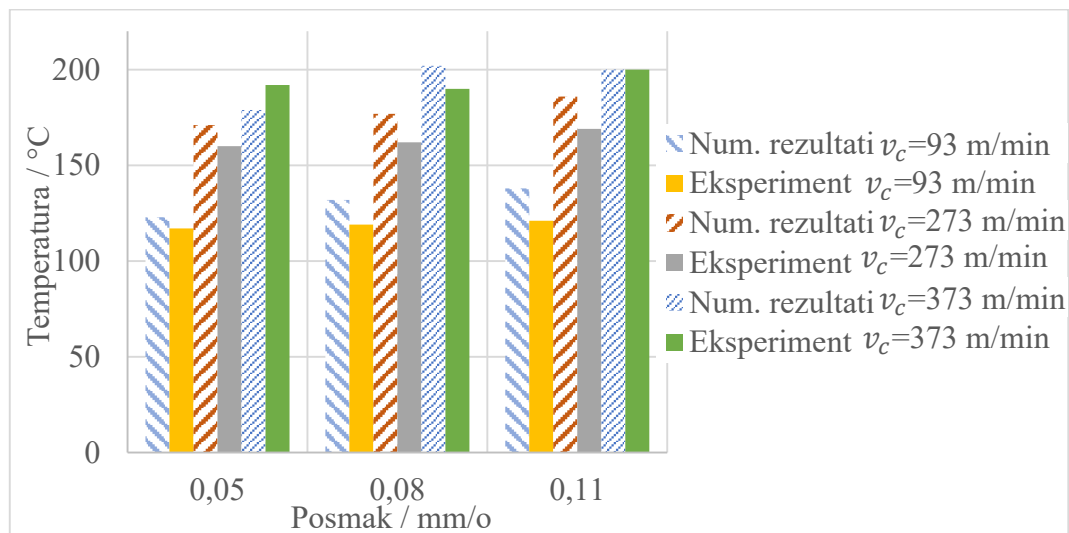 Temperatura / °C
200
150
100
50
0
0,05
0,08
0,11
Posmak / mm/o
Num. rezultati 𝑣𝑐=93 m/min
Eksperiment 𝑣𝑐=93 m/min
Num. rezultati 𝑣𝑐=273 m/min
Eksperiment 𝑣𝑐=273 m/min
Num. rezultati 𝑣𝑐=373 m/min
Eksperiment 𝑣𝑐=373 m/min